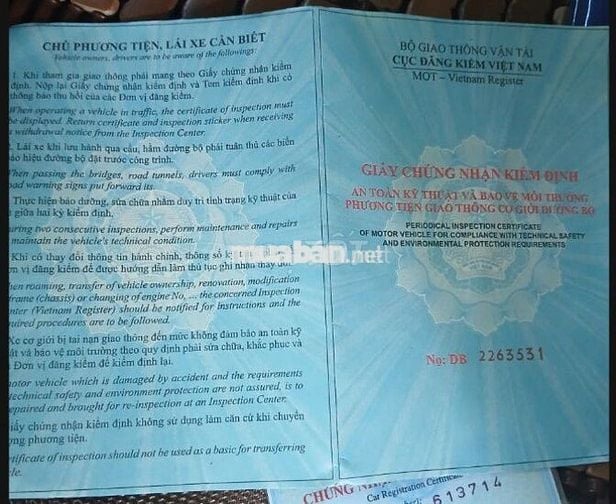 CHỦ PHƯƠNG TIỆN, LÁI XE CẦN BIẾT
Vehicle owners, drivers are to be aware of the followings:
1. Khi tham gia giao thông phải mang theo Giấy chứng nhận kiểm
định. Nộp lại Giấy chứng nhận kiểm định và Tem kiểm định khi có
thông báo thu hồi của các Đơn vị đăng kiểm.
When operating a vehicle in traffic, the certificate of inspection must
be displayed. Return certificate and inspection sticker when receiving
withdrawal notice from the Inspection Center.
. Lái xe khi lưu hành qua cầu, hầm đường bộ phải tuân thủ các biển
báo hiệu đường bộ đặt trước công trình.
When passing the bridges, road tunnels, drivers must comply with
road warning signs put forward its.
Thực hiện bảo dưỡng, sửa chữa nhằm duy trì tình trạng kỹ thuật của
giữa hai kỳ kiểm định.
uring two consecutive inspections, perform maintenance and repairs
maintain the vehicle's technical condition.
Khi có thay đổi thông tin hành chính, thông số k
ơn vị đăng kiểm để được hướng dẫn làm thủ tục ghi nhận thay đổi.
hen roaming, transfer of vehicle ownership, renovation, modification
frame (chassis) or changing of engine No, ... the concerned Inspection
nter (Vietnam Register) should be notified for instructions and the
quired procedures are to be followed.
Xe cơ giới bị tai nạn giao thông đến mức không đảm bảo an toàn kỹ
ật và bảo vệ môi trường theo quy định phải sửa chữa, khắc phục và
Đơn vị đăng kiểm để kiểm định lại.
motor vehicle which is damaged by accident and the requirements
technical safety and environment protection are not assured, is to
epaired and brought for re-inspection at an Inspection Center.
Giấy chứng nhận kiểm định không sử dụng làm căn cứ khi chuyển
ng phương tiện.
rtificate of inspection should not be used as a basic for transferring
cle.
BỘ GIAO THÔNG VẬN TẢI
CỤC ĐĂNG KIỂM VIỆT NAM
MOT – Vietnam Register
GIẤY CHỨNG NHẬN KIỂM ĐỊNH
AN TOÀN KỸ THUẬT VÀ BẢO VỆ MÔI TRƯỜNG
PHƯƠNG TIỆN GIAO THÔNG CƠ GIỚI ĐƯỜNG BỘ
PERIODICAL INSPECTION CERTIFICATE
OF MOTOR VEHICLE FOR COMPLIANCE WITH TECHNICAL SAFETY
AND ENVIRONMENTAL PROTECTION REQUIREMENTS
No: DB 2263531
muaban.net
CHỨNG
Car Registration Certificate
613714